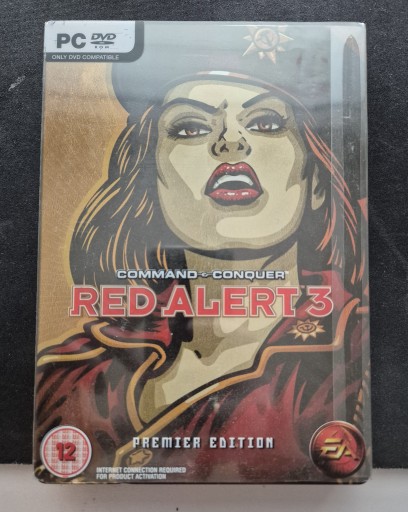 PC DVD
ROM
ONLY DVD COMPATIBLE
COMMAND & CONQUER
RED ALERT 3
PREMIER EDITION
12
EA
INTERNET CONNECTION REQUIRED
FOR PRODUCT ACTIVATION